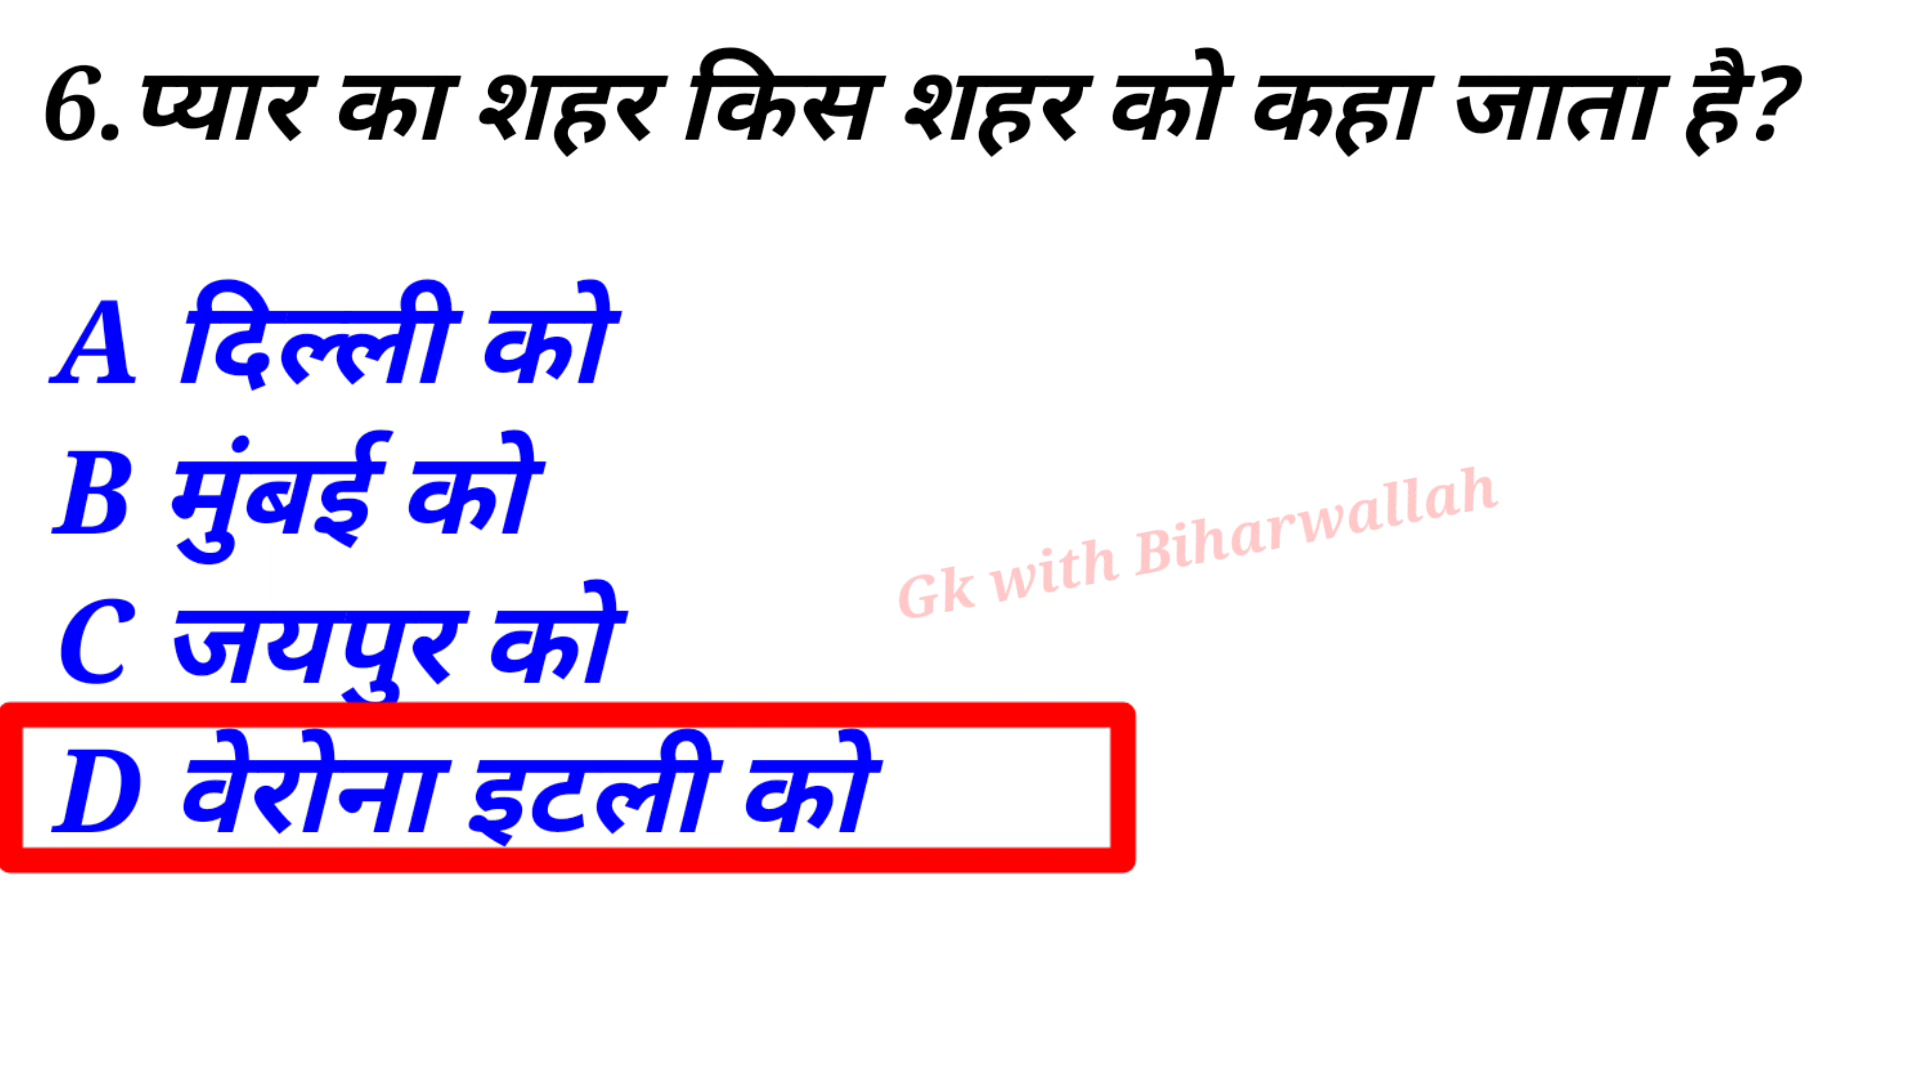 6.प्यार का शहर किस शहर को कहा जाता है?
A दिल्ली को
B मुंबई को
Gk with Biharwallah
C जयपुर को
D वेरोना इटली को